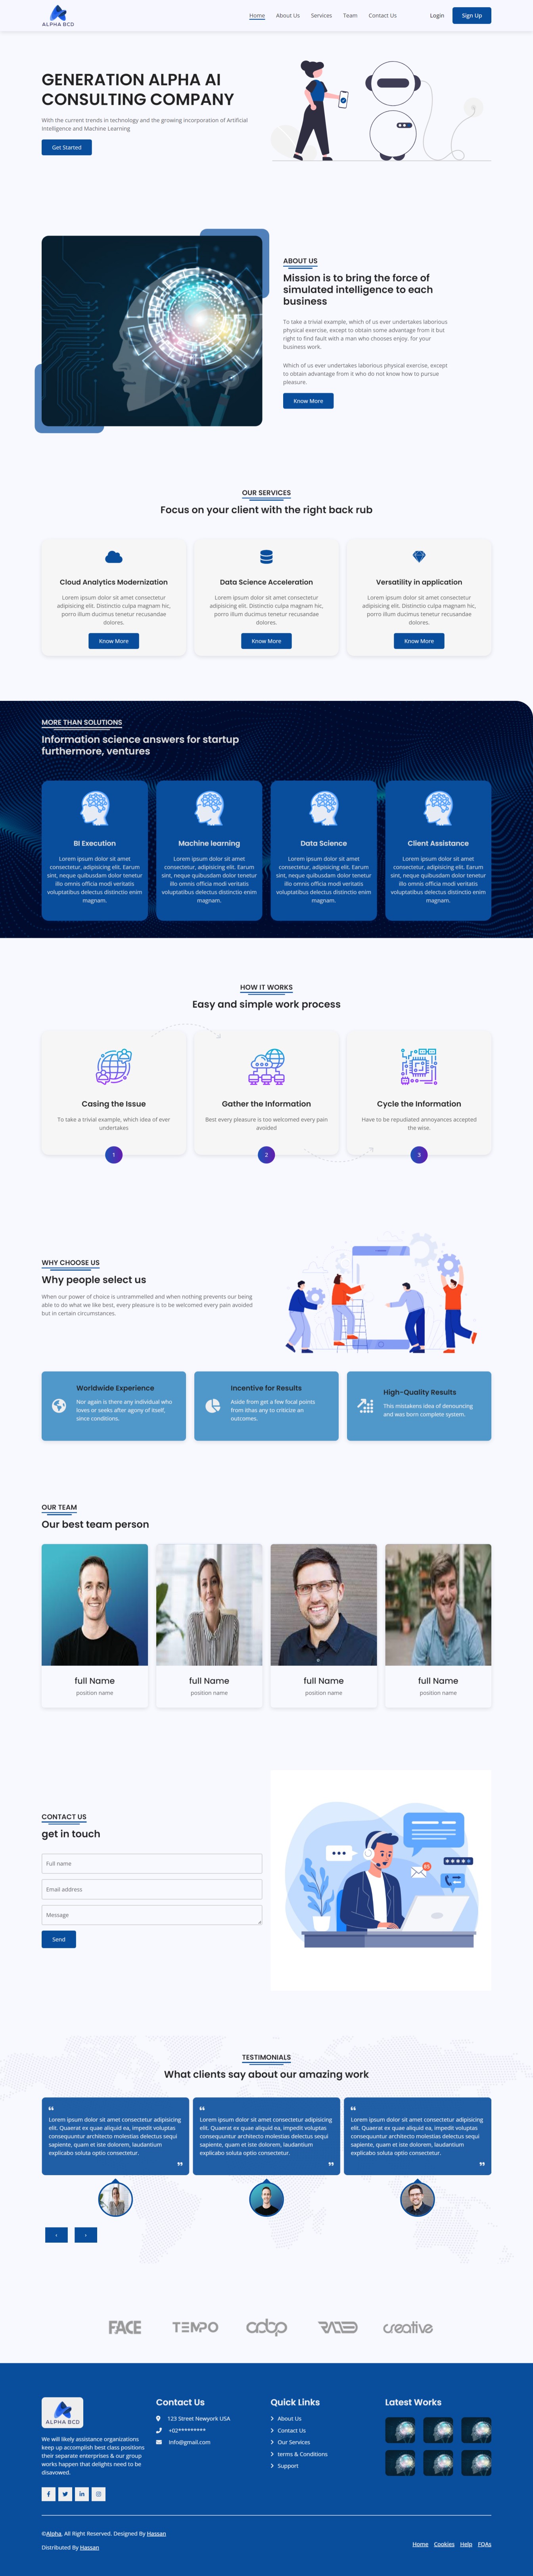 ALPHA BCD
Home About Us Services Team Contact Us Login Sign Up
GENERATION ALPHA AI
CONSULTING COMPANY
With the current trends in technology and the growing incorporation of Artificial
Intelligence and Machine Learning
Get Started
ABOUT US
Mission is to bring the force of
simulated intelligence to each
business
To take a trivial example, which of us ever undertakes laborious
physical exercise, except to obtain some advantage from it but
right to find fault with a man who chooses enjoy. for your
business work.
Which of us ever undertakes laborious physical exercise, except
to obtain advantage from it who do not know how to pursue
pleasure.
Know More
OUR SERVICES
Focus on your client with the right back rub
Cloud Analytics Modernization
Lorem ipsum dolor sit amet consectetur
adipisicing elit. Distinctio culpa magnam hic,
porro illum ducimus tenetur recusandae
dolores.
Know More
Data Science Acceleration
Lorem ipsum dolor sit amet consectetur
adipisicing elit. Distinctio culpa magnam hic,
porro illum ducimus tenetur recusandae
dolores.
Know More
Versatility in application
Lorem ipsum dolor sit amet consectetur
adipisicing elit. Distinctio culpa magnam hic,
porro illum ducimus tenetur recusandae
dolores.
Know More
MORE THAN SOLUTIONS
Information science answers for startup
furthermore, ventures
BI Execution
Lorem ipsum dolor sit amet
consectetur, adipisicing elit. Earum
sint, neque quibusdam dolor tenetur
illo omnis officia modi veritatis
voluptatibus delectus distinctio enim
magnam.
Machine learning
Lorem ipsum dolor sit amet
consectetur, adipisicing elit. Earum
sint, neque quibusdam dolor tenetur
illo omnis officia modi veritatis
voluptatibus delectus distinctio enim
magnam.
Data Science
Lorem ipsum dolor sit amet
consectetur, adipisicing elit. Earum
sint, neque quibusdam dolor tenetur
illo omnis officia modi veritatis
voluptatibus delectus distinctio enim
magnam.
Client Assistance
Lorem ipsum dolor sit amet
consectetur, adipisicing elit. Earum
sint, neque quibusdam dolor tenetur
illo omnis officia modi veritatis
voluptatibus delectus distinctio enim
magnam.
HOW IT WORKS
Easy and simple work process
Casing the Issue
To take a trivial example, which idea of ever
undertakes
1
Gather the Information
Best every pleasure is too welcomed every pain
avoided
2
Cycle the Information
Have to be repudiated annoyances accepted
the wise.
3
WHY CHOOSE US
Why people select us
When our power of choice is untrammelled and when nothing prevents our being
able to do what we like best, every pleasure is to be welcomed every pain avoided
but in certain circumstances.
Worldwide Experience
Nor again is there any individual who
loves or seeks after agony of itself,
since conditions.
Incentive for Results
Aside from get a few focal points
from it
outcomes.
High-Quality Results
This mistakens idea of denouncing
and was born complete system.
OUR TEAM
Our best team person
full Name
position name
full Name
position name
full Name
position name
full Name
position name
CONTACT US
get in touch
Full name
Email address
Message
Send
TESTIMONIALS
What clients say about our amazing work
Lorem ipsum dolor sit amet consectetur adipisicing
elit. Quaerat ex quae aliquid ea, impedit voluptas
consequuntur architecto molestias delectus sequi
sapiente, quam et iste dolorem, laudantium
explicabo soluta optio consectetur.
Lorem ipsum dolor sit amet consectetur adipisicing
elit. Quaerat ex quae aliquid ea, impedit voluptas
consequuntur architecto molestias delectus sequi
sapiente, quam et iste dolorem, laudantium
explicabo soluta optio consectetur.
Lorem ipsum dolor sit amet consectetur adipisicing
elit. Quaerat ex quae aliquid ea, impedit voluptas
consequuntur architecto molestias delectus sequi
sapiente, quam et iste dolorem, laudantium
explicabo soluta optio consectetur.
FACE TEMPO creative
ALPHA BCD
We will likely assistance organizations
keep up accomplish best class positions
their separate enterprises & our group
works happen that delights need to be
disavowed.
Contact Us
123 Street Newyork USA
+02*********
Info@gmail.com
Quick Links
About Us
Contact Us
Our Services
terms & Conditions
Support
Latest Works
©Alpha, All Right Reserved. Designed By Hassan
Distributed By Hassan
Home Cookies Help FQAs